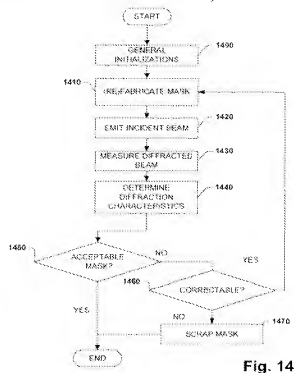 START
GENERAL
INITIALIZATIONS
1400
1410
(RE)FABRICATE MASK
EMIT INCIDENT BEAM
1420
MEASURE DIFFRACTED
BEAM
1430
DETERMINE
DIFFRACTION
CHARACTERISTICS
1440
1450
ACCEPTABLE
MASK?
NO
YES
1460
CORRECTABLE?
YES
NO
1470
SCRAP MASK
END
Fig. 14